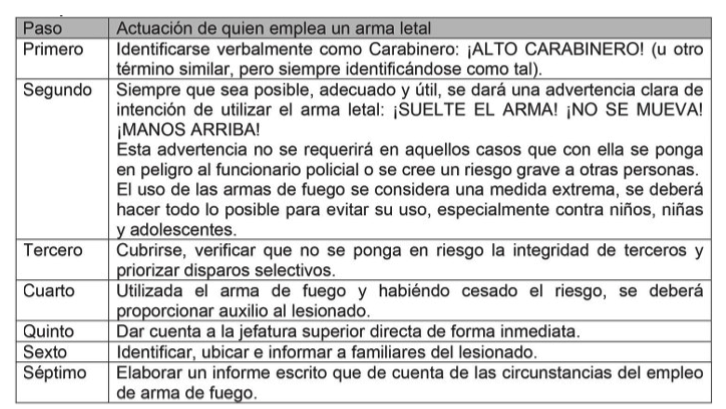 Paso Actuación de quien emplea un arma letal
Primero Identificarse verbalmente como Carabinero: ¡ALTO CARABINERO! (u otro
término similar, pero siempre identificándose como tal).
Segundo Siempre que sea posible, adecuado y útil, se dará una advertencia clara de
intención de utilizar el arma letal: ¡SUELTE EL ARMA! ¡NO SE MUEVA!
¡MANOS ARRIBA!
Esta advertencia no se requerirá en aquellos casos que con ella se ponga
en peligro al funcionario policial o se cree un riesgo grave a otras personas.
El uso de las armas de fuego se considera una medida extrema, se deberá
hacer todo lo posible para evitar su uso, especialmente contra niños, niñas
y adolescentes.
Tercero Cubrirse, verificar que no se ponga en riesgo la integridad de terceros y
priorizar disparos selectivos.
Cuarto Utilizada el arma de fuego y habiéndo cesado el riesgo, se deberá
proporcionar auxilio al lesionado.
Quinto Dar cuenta a la jefatura superior directa de forma inmediata.
Sexto Identificar, ubicar e informar a familiares del lesionado.
Séptimo Elaborar un informe escrito que de cuenta de las circunstancias del empleo
de arma de fuego.